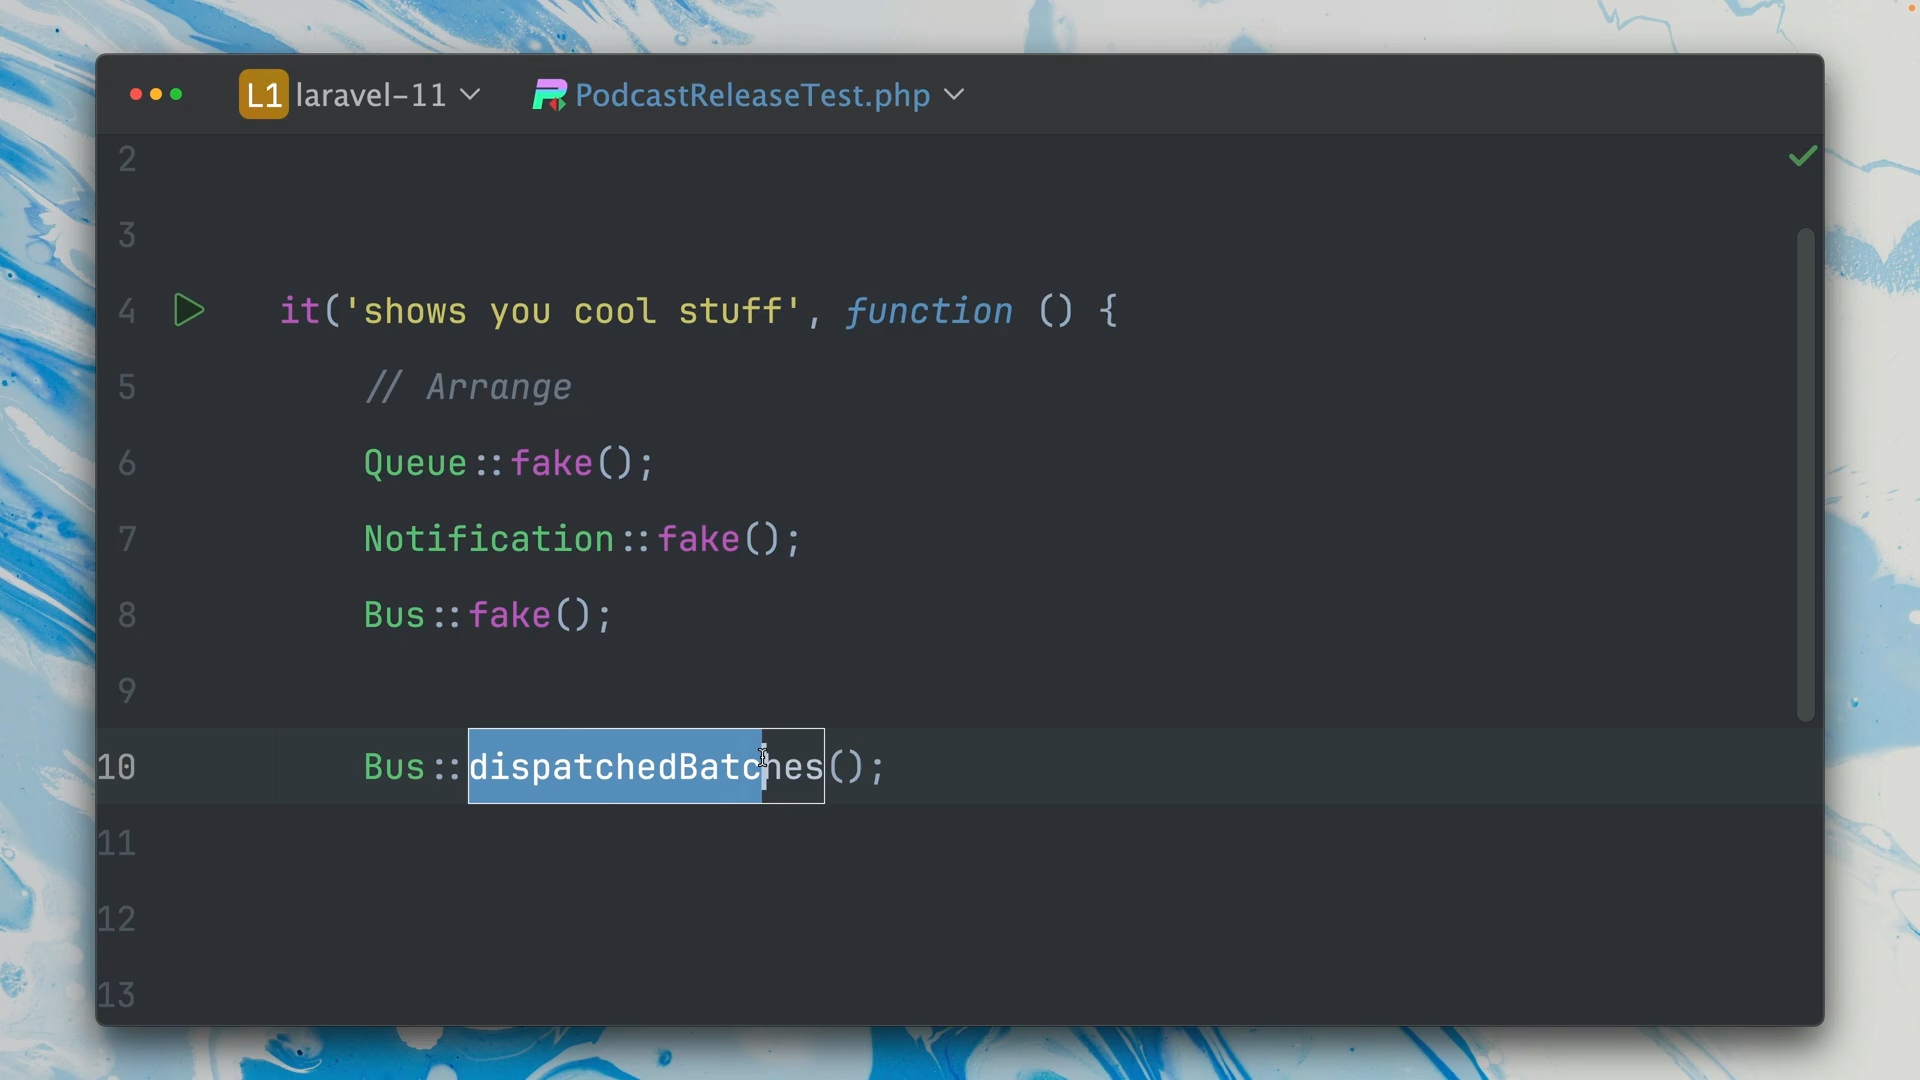 L1 laravel-11 PodcastReleaseTest.php
2
3
4 it('shows you cool stuff', function () {
5 // Arrange
6 Queue::fake();
7 Notification::fake();
8 Bus::fake();
9
10 Bus::dispatchedBatches();
11
12
13